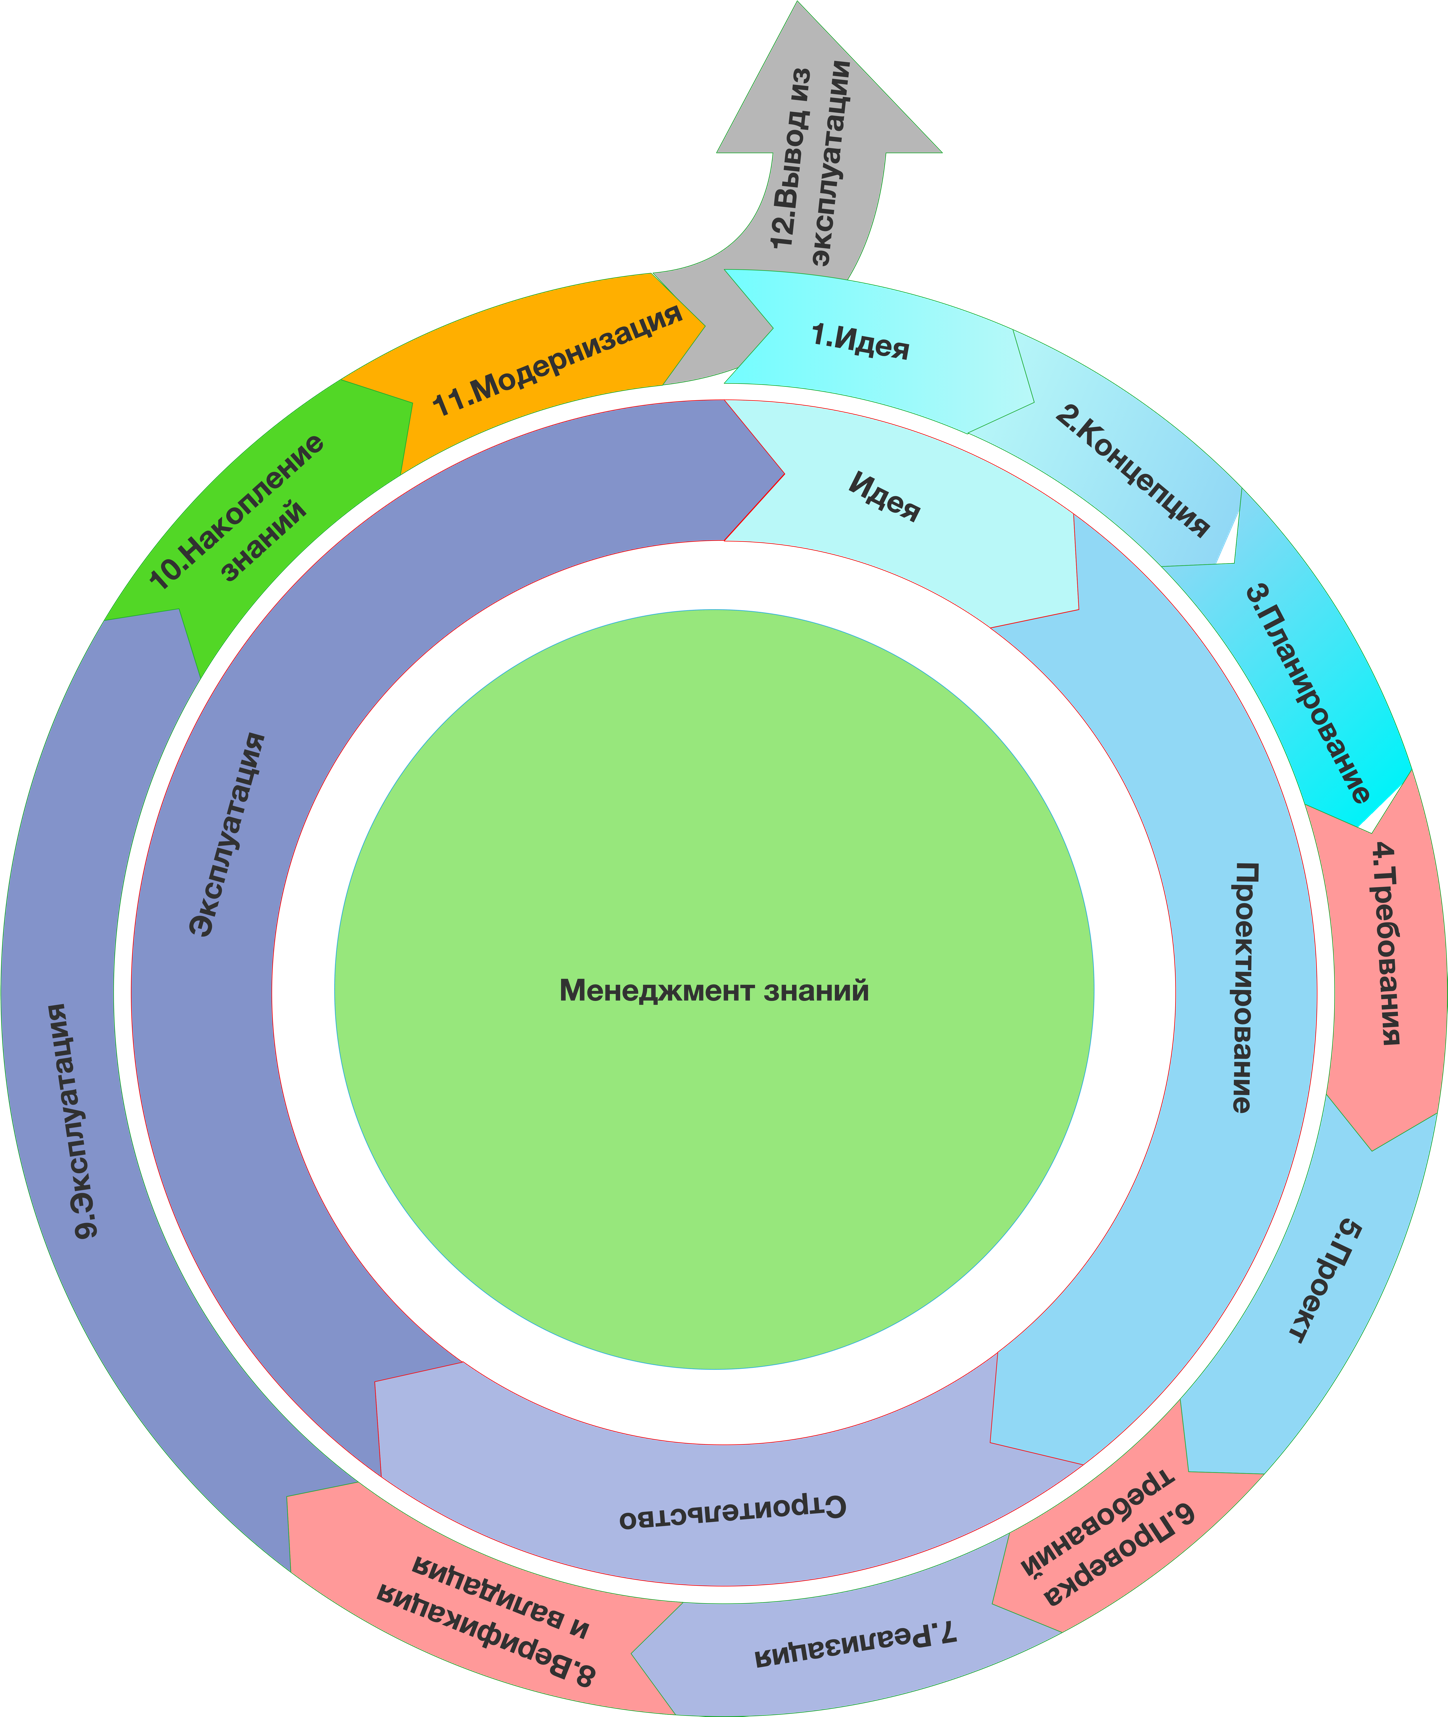 12.Вывод из
эксплуатации
1.Идея
2.Концепция
3.Планирование
4.Требования
5.Проект
6.Проверка
требований
7.Реализация
8.Верификация
и валидация
9.Эксплуатация
10.Накопление
знаний
11.Модернизация
Идея
Проектирование
Строительство
Эксплуатация
Менеджмент знаний